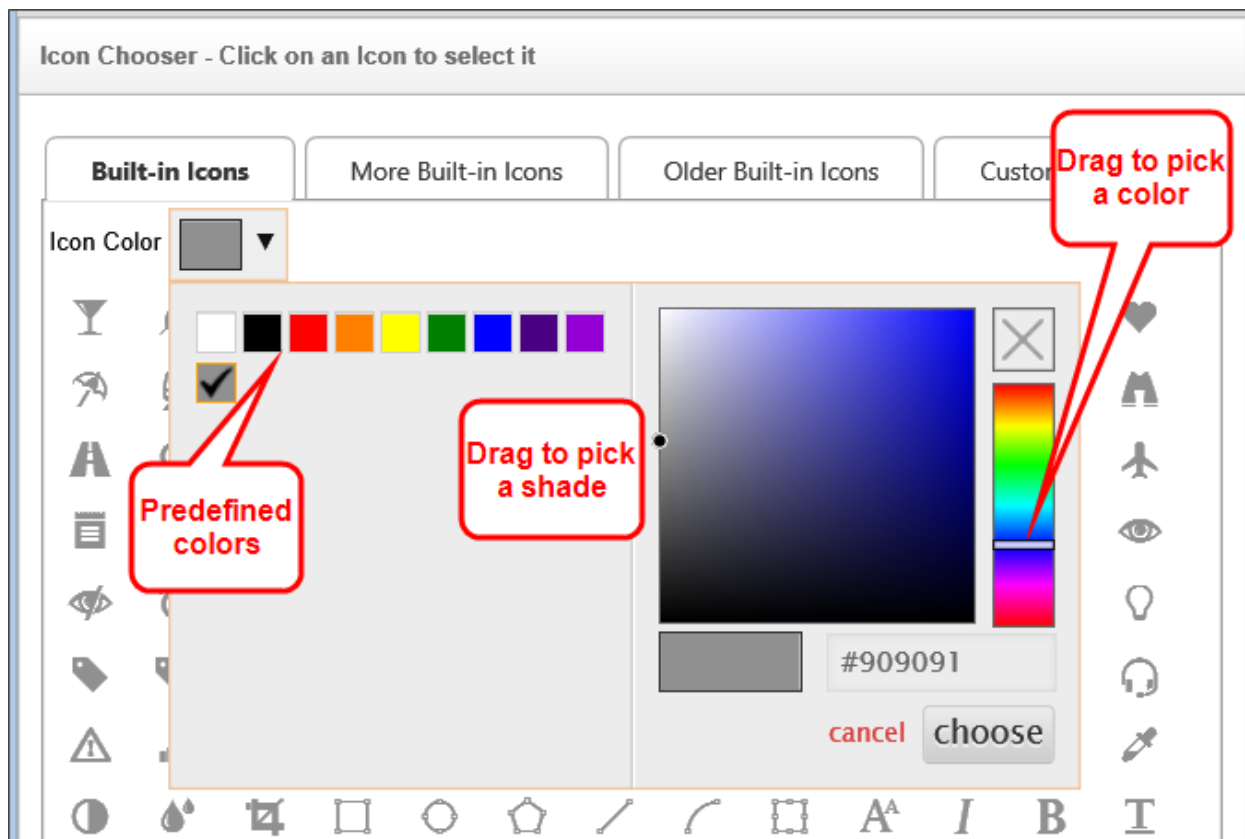 Icon Chooser - Click on an Icon to select it
Built-in Icons
More Built-in Icons
Older Built-in Icons
Drag to pick
a color
Icon Color
Predefined
colors
Drag to pick
a shade
#909091
cancel
choose